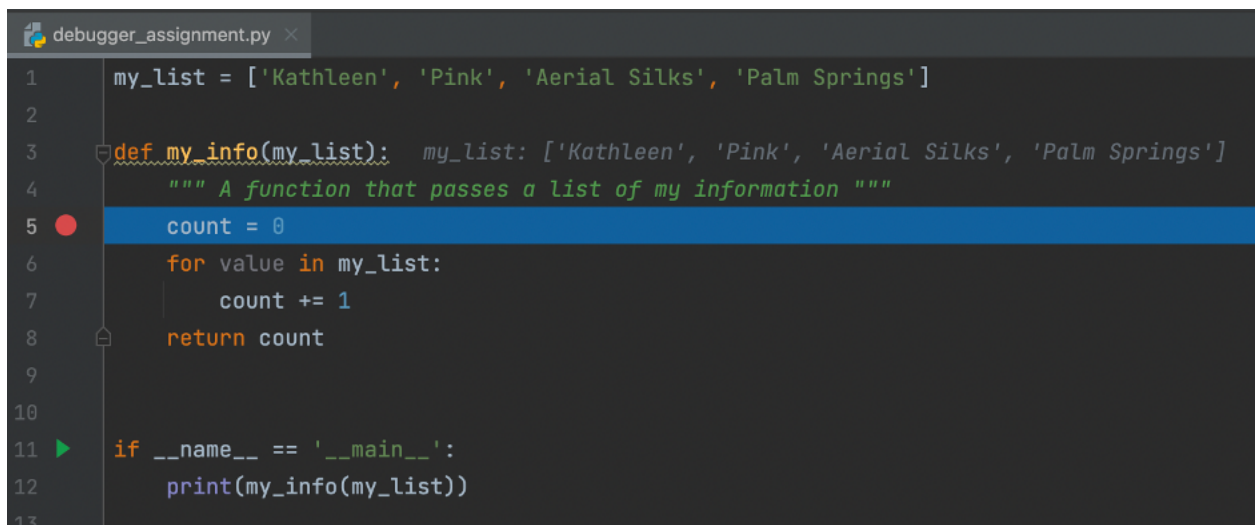 debugger_assignment.py
1 my_list = ['Kathleen', 'Pink', 'Aerial Silks', 'Palm Springs']
2
3 def my_info(my_list): my_list: ['Kathleen', 'Pink', 'Aerial Silks', 'Palm Springs']
4 """ A function that passes a list of my information """
5 count = 0
6 for value in my_list:
7 count += 1
8 return count
9
10
11 if __name__ == '__main__':
12 print(my_info(my_list))
13